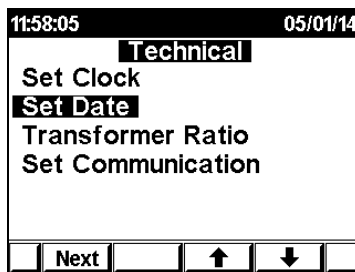 11:58:05 05/01/14
Technical
Set Clock
Set Date
Transformer Ratio
Set Communication
Next